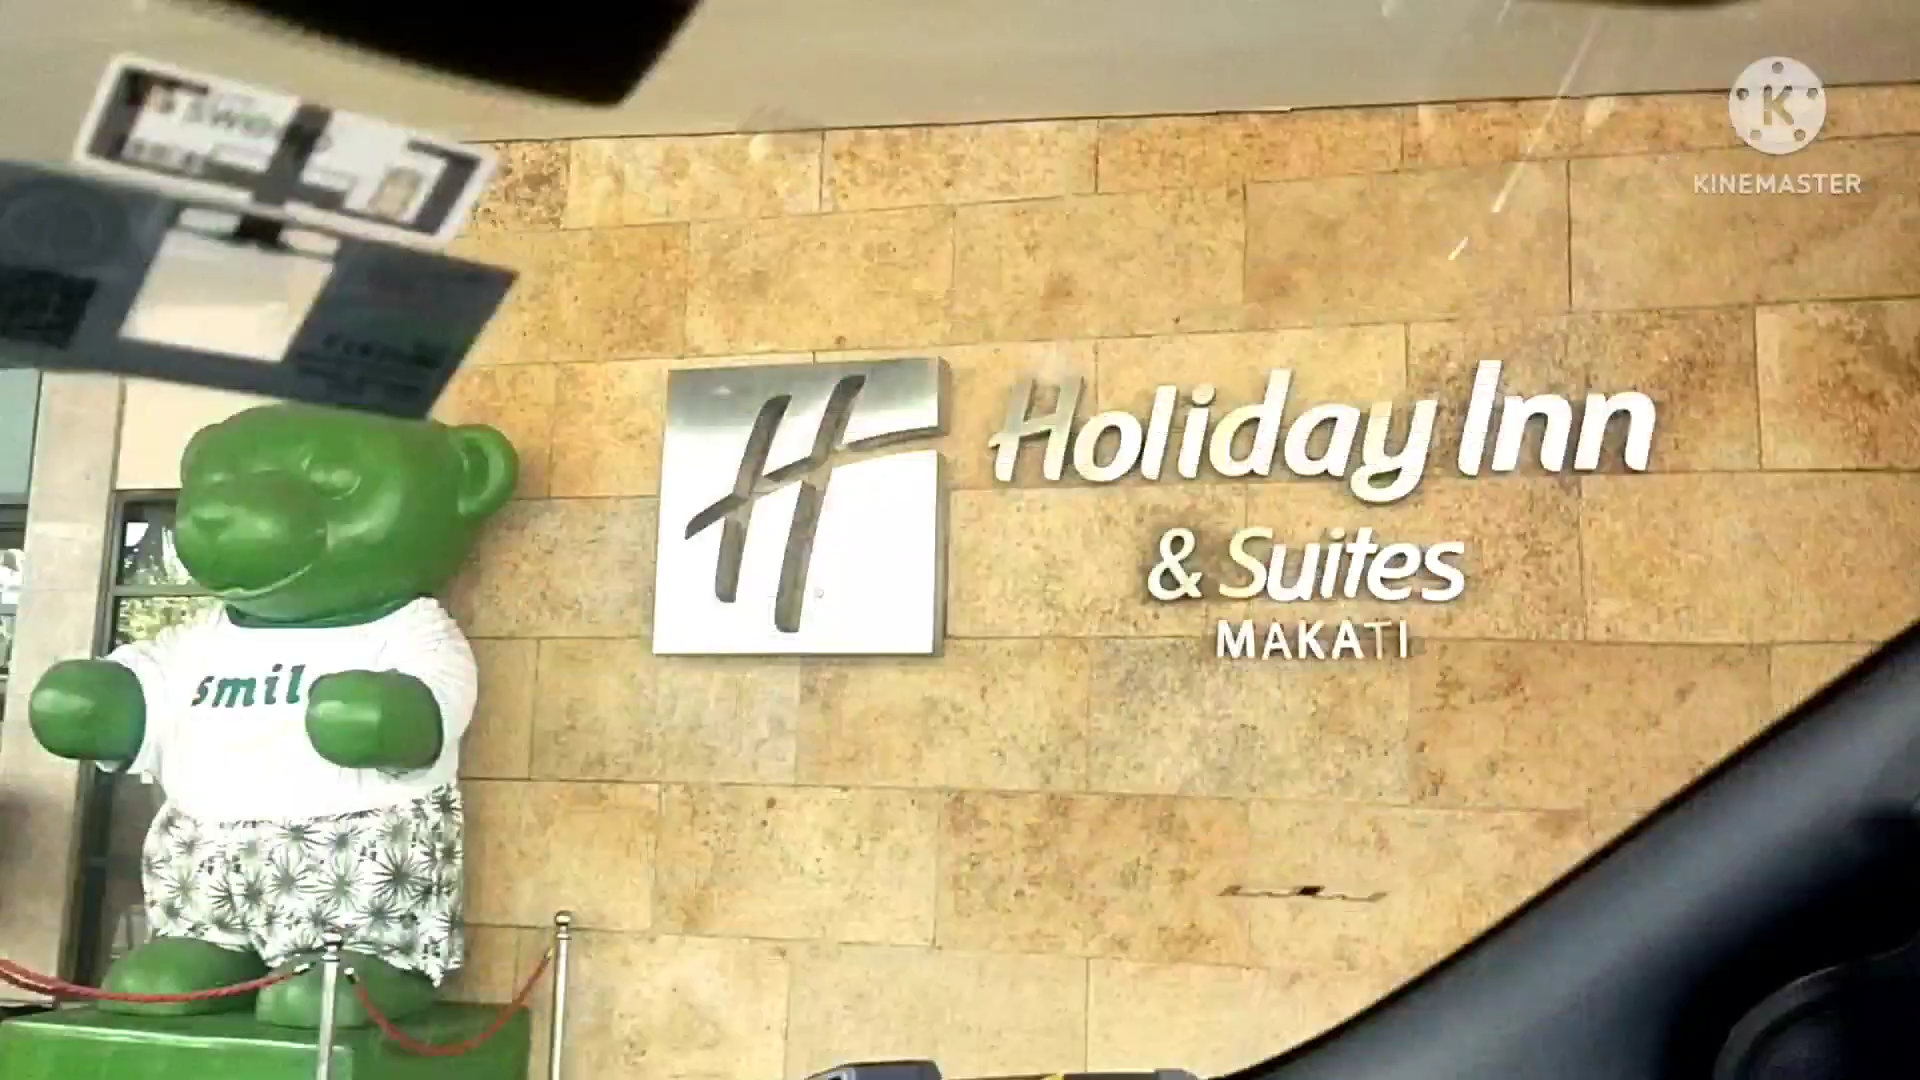 KINEMASTER
Holiday Inn
& Suites
MAKATI
smil